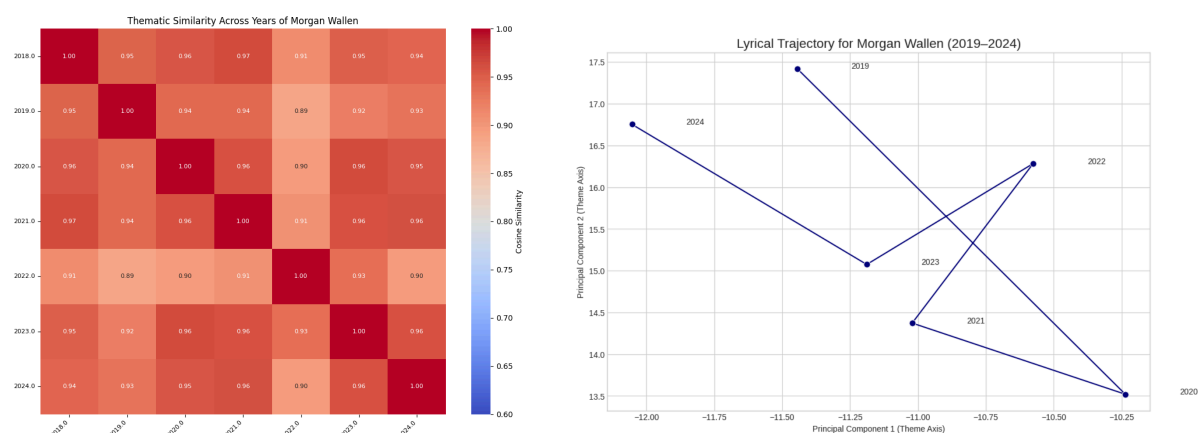 Thematic Similarity Across Years of Morgan Wallen
2018.0 1.00 0.95 0.96 0.97 0.91 0.95 0.94
2019.0 0.95 1.00 0.94 0.94 0.89 0.92 0.93
2020.0 0.96 0.94 1.00 0.96 0.90 0.96 0.95
2021.0 0.97 0.94 0.96 1.00 0.91 0.96 0.96
2022.0 0.91 0.89 0.90 0.91 1.00 0.93 0.90
2023.0 0.95 0.92 0.96 0.96 0.93 1.00 0.96
2024.0 0.94 0.93 0.95 0.96 0.90 0.96 1.00
1.00
0.95
0.90
0.85
0.80
0.75
0.70
0.65
0.60
Cosine Similarity
Lyrical Trajectory for Morgan Wallen (2019–2024)
17.5
17.0
16.5
16.0
15.5
15.0
14.5
14.0
13.5
Principal Component 2 (Theme Axis)
2019
2024
2022
2023
2021
2020
−12.00 −11.75 −11.50 −11.25 −11.00 −10.75 −10.50 −10.25
Principal Component 1 (Theme Axis)